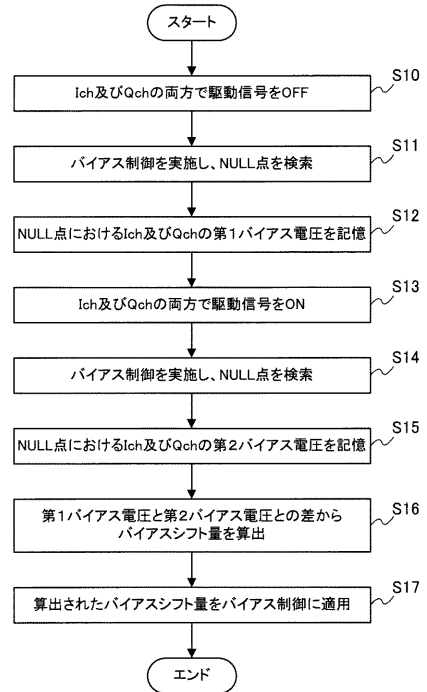 スタート
S10
Ich及びQchの両方で駆動信号をOFF
S11
バイアス制御を実施し、NULL点を検索
S12
NULL点におけるIch及びQchの第1バイアス電圧を記憶
S13
Ich及びQchの両方で駆動信号をON
S14
バイアス制御を実施し、NULL点を検索
S15
NULL点におけるIch及びQchの第2バイアス電圧を記憶
S16
第1バイアス電圧と第2バイアス電圧との差から
バイアスシフト量を算出
S17
算出されたバイアスシフト量をバイアス制御に適用
エンド